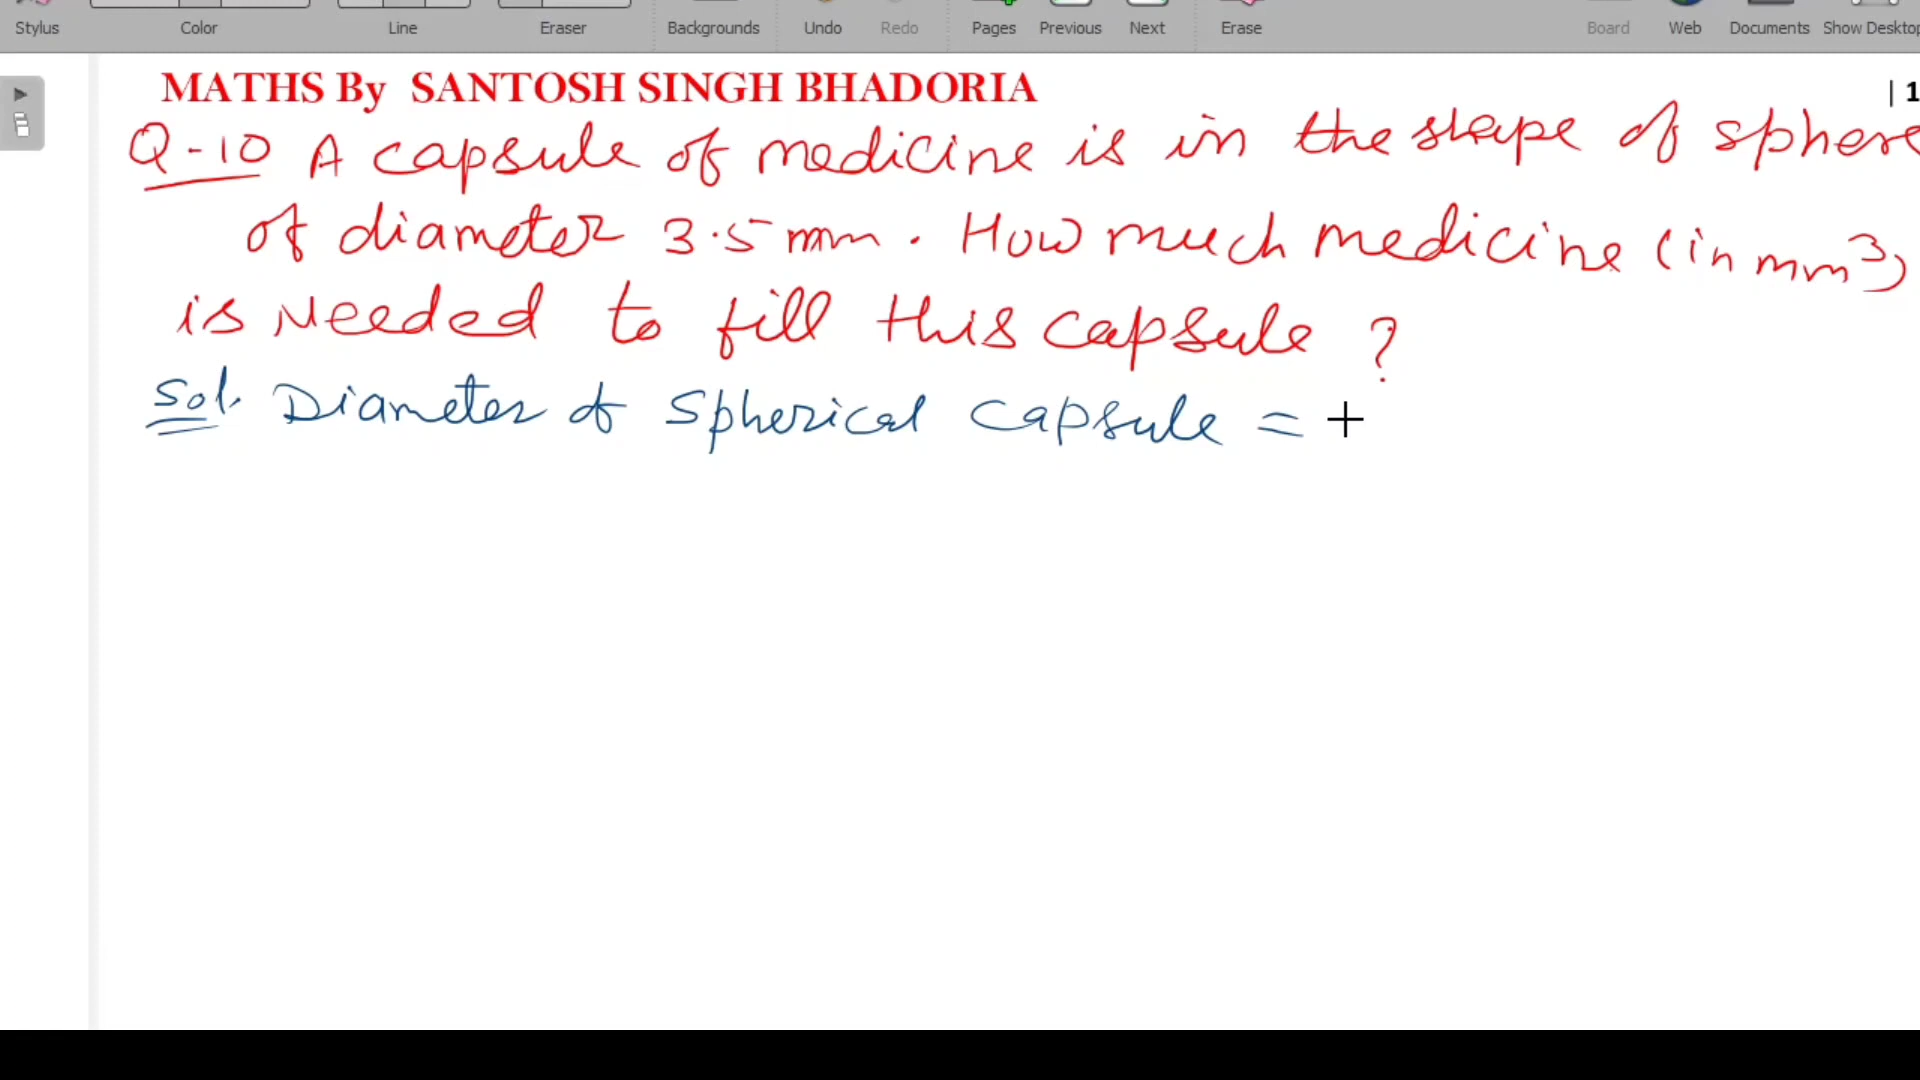 Stylus Color Line Eraser Backgrounds Undo Redo Pages Previous Next Erase Board Web Documents Show Desktop
MATHS By SANTOSH SINGH BHADORIA | 1
Q-10 A capsule of medicine is in the shape of sphere
of diameter 3.5 mm. How much medicine (in mm³)
is Needed to fill this capsule ?
Sol. Diameter of Spherical Capsule =